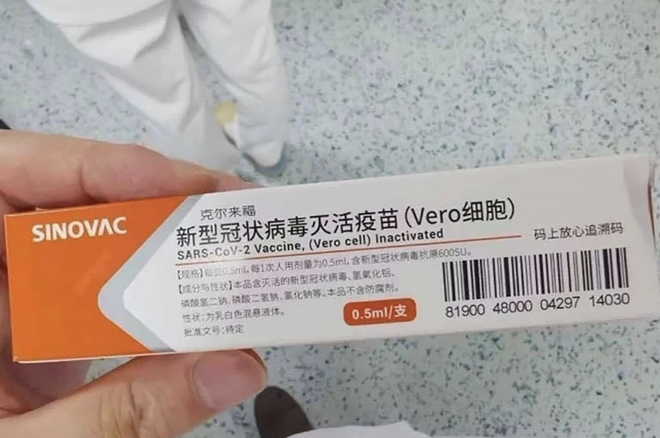 SINOVAC
克尔来福
新型冠状病毒灭活疫苗(Vero细胞)
SARS-CoV-2 Vaccine, (Vero cell) Inactivated
码上放心追溯码
【规格】每支0.5ml，每1次人用剂量为0.5ml，含新型冠状病毒抗原600SU。
【成分与性状】本品含灭活的新型冠状病毒、氢氧化铝、
磷酸氢二钠、磷酸二氢钠、氯化钠等。本品不含防腐剂。
性状：为乳白色混悬液体。
批准文号：待定
0.5ml/支
81900 48000 04297 14030